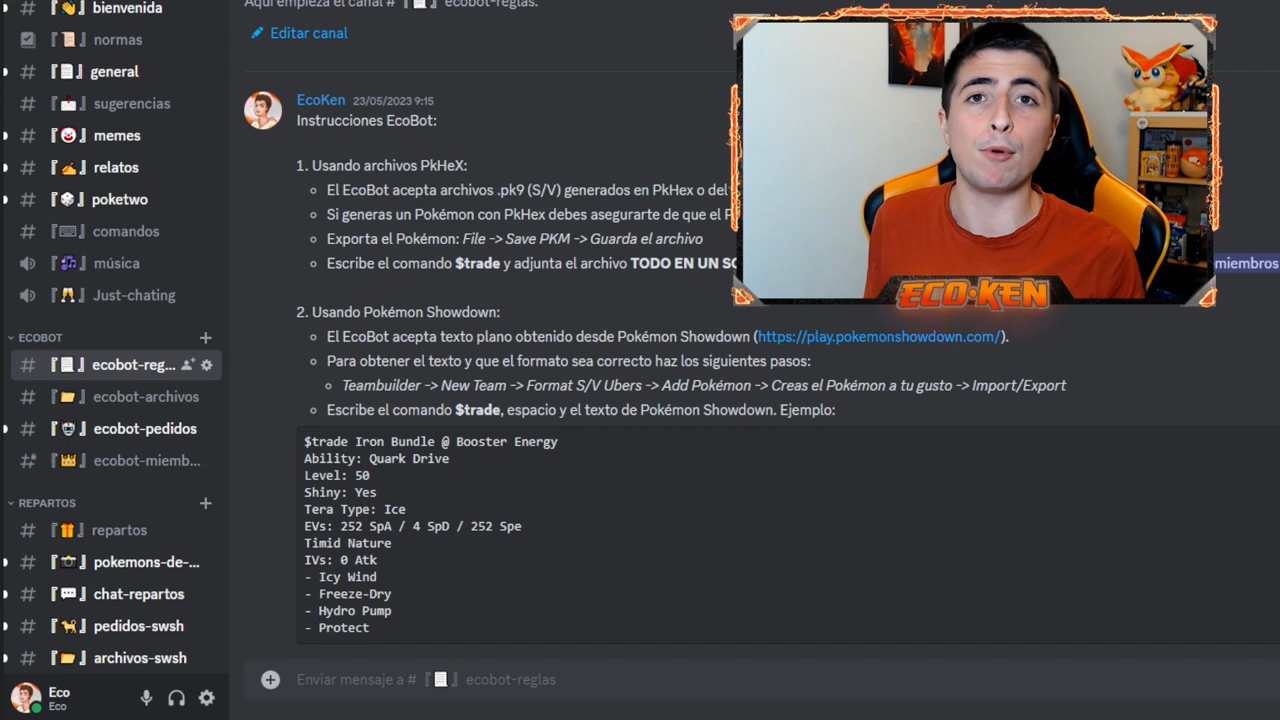 bienvenida
normas
general
sugerencias
memes
relatos
poketwo
comandos
música
Just-chating
ECOBOT
ecobot-reg...
ecobot-archivos
ecobot-pedidos
ecobot-miemb...
REPARTOS
repartos
pokemons-de-...
chat-repartos
pedidos-swsh
archivos-swsh
Eco
Eco
Aquí empieza el canal # 『📃』ecobot-reglas.
Editar canal
EcoKen 23/05/2023 9:15
Instrucciones EcoBot:
1. Usando archivos PkHeX:
El EcoBot acepta archivos .pk9 (S/V) generados en PkHex o del
Si generas un Pokémon con PkHex debes asegurarte de que el
Exporta el Pokémon: File -> Save PKM -> Guarda el archivo
Escribe el comando $trade y adjunta el archivo TODO EN UN
miembros
2. Usando Pokémon Showdown:
El EcoBot acepta texto plano obtenido desde Pokémon Showdown (https://play.pokemonshowdown.com/).
Para obtener el texto y que el formato sea correcto haz los siguientes pasos:
Teambuilder -> New Team -> Format S/V Ubers -> Add Pokémon -> Creas el Pokémon a tu gusto -> Import/Export
Escribe el comando $trade, espacio y el texto de Pokémon Showdown. Ejemplo:
$trade Iron Bundle @ Booster Energy
Ability: Quark Drive
Level: 50
Shiny: Yes
Tera Type: Ice
EVs: 252 SpA / 4 SpD / 252 Spe
Timid Nature
IVs: 0 Atk
- Icy Wind
- Freeze-Dry
- Hydro Pump
- Protect
Enviar mensaje a # 『📃』ecobot-reglas
ECO·KEN